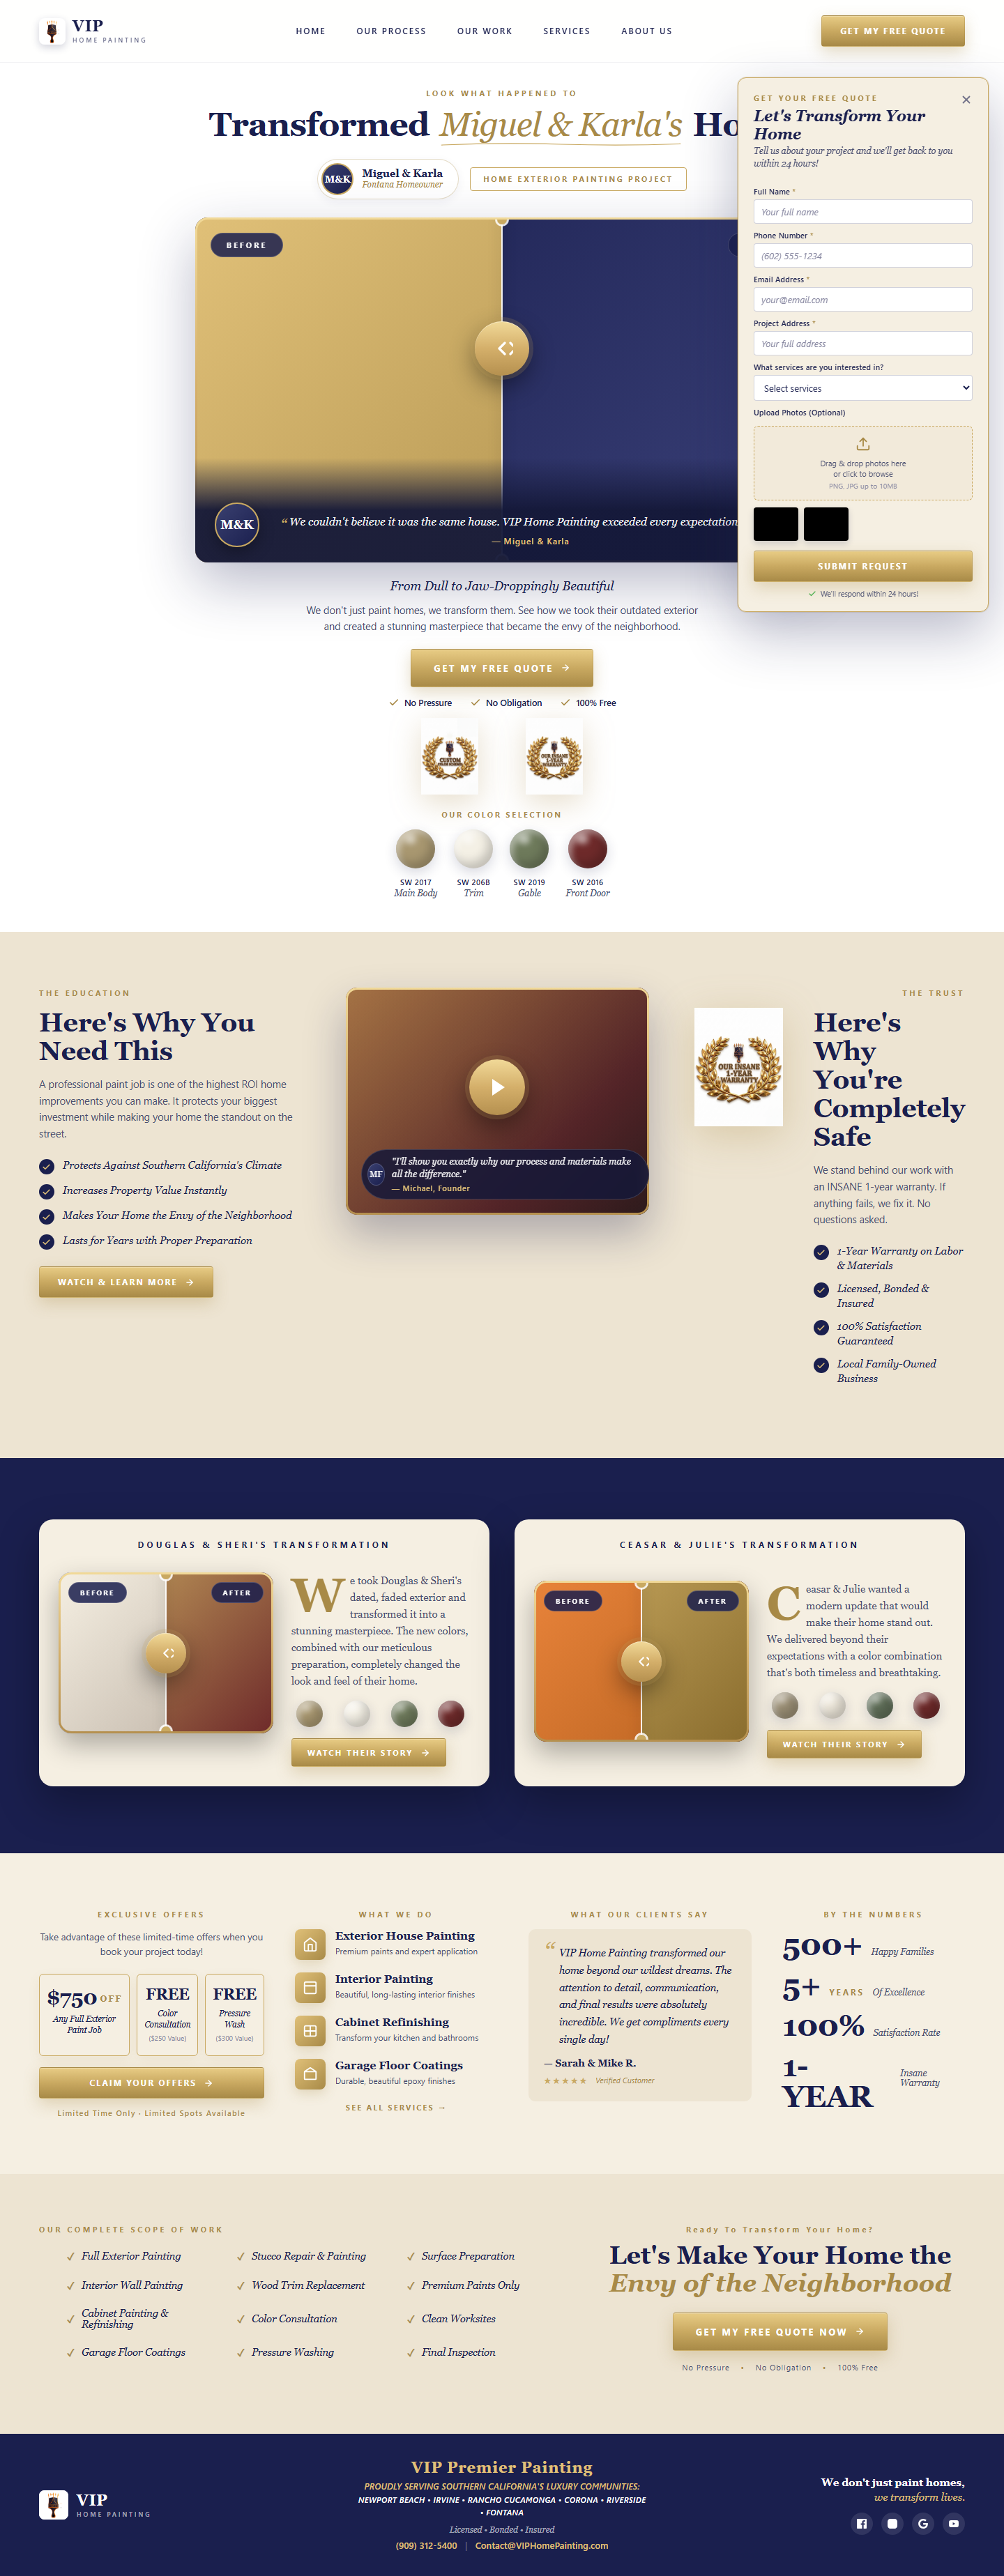 VIP
HOME PAINTING
HOME
OUR PROCESS
OUR WORK
SERVICES
ABOUT US
GET MY FREE QUOTE
LOOK WHAT HAPPENED TO
Transformed Miguel & Karla's Ho
M&K
Miguel & Karla
Fontana Homeowner
HOME EXTERIOR PAINTING PROJECT
BEFORE
M&K
“ We couldn't believe it was the same house. VIP Home Painting exceeded every expectation
— Miguel & Karla
GET YOUR FREE QUOTE
Let's Transform Your
Home
Tell us about your project and we'll get back to you
within 24 hours!
Full Name *
Your full name
Phone Number *
(602) 555-1234
Email Address *
your@email.com
Project Address *
Your full address
What services are you interested in?
Select services
Upload Photos (Optional)
Drag & drop photos here
or click to browse
PNG, JPG up to 10MB
SUBMIT REQUEST
We'll respond within 24 hours!
From Dull to Jaw-Droppingly Beautiful
We don't just paint homes, we transform them. See how we took their outdated exterior
and created a stunning masterpiece that became the envy of the neighborhood.
GET MY FREE QUOTE →
No Pressure
No Obligation
100% Free
CUSTOM
OUR INSANE
1-YEAR
WARRANTY
OUR COLOR SELECTION
SW 2017
Main Body
SW 206B
Trim
SW 2019
Gable
SW 2016
Front Door
THE EDUCATION
Here's Why You
Need This
A professional paint job is one of the highest ROI home
improvements you can make. It protects your biggest
investment while making your home the standout on the
street.
Protects Against Southern California's Climate
Increases Property Value Instantly
Makes Your Home the Envy of the Neighborhood
Lasts for Years with Proper Preparation
WATCH & LEARN MORE →
MF
"I'll show you exactly why our process and materials make
all the difference."
— Michael, Founder
OUR INSANE
1-YEAR
WARRANTY
THE TRUST
Here's
Why
You're
Completely
Safe
We stand behind our work with
an INSANE 1-year warranty. If
anything fails, we fix it. No
questions asked.
1-Year Warranty on Labor
& Materials
Licensed, Bonded &
Insured
100% Satisfaction
Guaranteed
Local Family-Owned
Business
DOUGLAS & SHERI'S TRANSFORMATION
BEFORE
AFTER
We took Douglas & Sheri's
dated, faded exterior and
transformed it into a
stunning masterpiece. The new colors,
combined with our meticulous
preparation, completely changed the
look and feel of their home.
WATCH THEIR STORY →
CEASAR & JULIE'S TRANSFORMATION
BEFORE
AFTER
Ceasar & Julie wanted a
modern update that would
make their home stand out.
We delivered beyond their
expectations with a color combination
that's both timeless and breathtaking.
WATCH THEIR STORY →
EXCLUSIVE OFFERS
Take advantage of these limited-time offers when you
book your project today!
$750 OFF
Any Full Exterior
Paint Job
FREE
Color
Consultation
($250 Value)
FREE
Pressure
Wash
($300 Value)
CLAIM YOUR OFFERS →
Limited Time Only - Limited Spots Available
WHAT WE DO
Exterior House Painting
Premium paints and expert application
Interior Painting
Beautiful, long-lasting interior finishes
Cabinet Refinishing
Transform your kitchen and bathrooms
Garage Floor Coatings
Durable, beautiful epoxy finishes
SEE ALL SERVICES →
WHAT OUR CLIENTS SAY
“ VIP Home Painting transformed our
home beyond our wildest dreams. The
attention to detail, communication,
and final results were absolutely
incredible. We get compliments every
single day!
— Sarah & Mike R.
★★★★★ Verified Customer
BY THE NUMBERS
500+ Happy Families
5+ YEARS Of Excellence
100% Satisfaction Rate
1-
YEAR
Insane
Warranty
OUR COMPLETE SCOPE OF WORK
Full Exterior Painting
Stucco Repair & Painting
Surface Preparation
Interior Wall Painting
Wood Trim Replacement
Premium Paints Only
Cabinet Painting &
Refinishing
Color Consultation
Clean Worksites
Garage Floor Coatings
Pressure Washing
Final Inspection
Ready To Transform Your Home?
Let's Make Your Home the
Envy of the Neighborhood
GET MY FREE QUOTE NOW →
No Pressure • No Obligation • 100% Free
VIP
HOME PAINTING
VIP Premier Painting
PROUDLY SERVING SOUTHERN CALIFORNIA'S LUXURY COMMUNITIES:
NEWPORT BEACH • IRVINE • RANCHO CUCAMONGA • CORONA • RIVERSIDE
• FONTANA
Licensed • Bonded • Insured
(909) 312-5400 | Contact@VIPHomePainting.com
We don't just paint homes,
we transform lives.